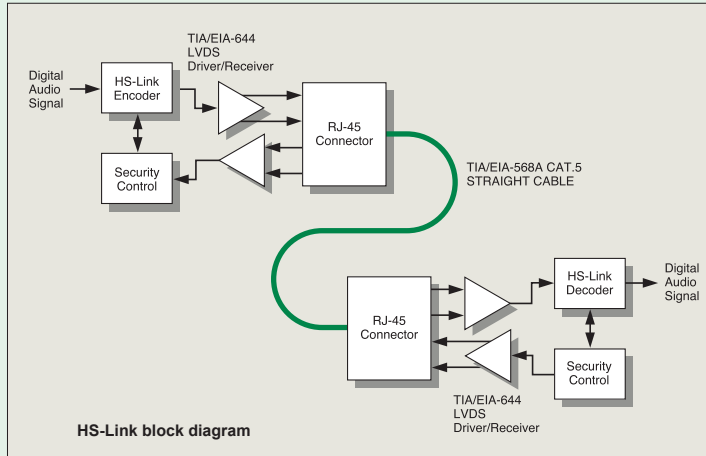 TIA/EIA-644
LVDS
Driver/Receiver
Digital
Audio
Signal
HS-Link
Encoder
RJ-45
Connector
Security
Control
TIA/EIA-568A CAT.5
STRAIGHT CABLE
HS-Link
Decoder
Digital
Audio
Signal
RJ-45
Connector
Security
Control
TIA/EIA-644
LVDS
Driver/Receiver
HS-Link block diagram